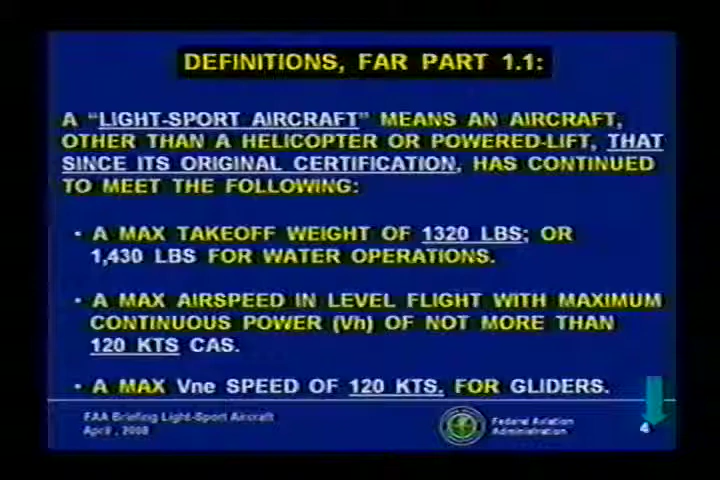 DEFINITIONS, FAR PART 1.1:
A “LIGHT-SPORT AIRCRAFT” MEANS AN AIRCRAFT,
OTHER THAN A HELICOPTER OR POWERED-LIFT, THAT
SINCE ITS ORIGINAL CERTIFICATION, HAS CONTINUED
TO MEET THE FOLLOWING:
• A MAX TAKEOFF WEIGHT OF 1320 LBS; OR
1,430 LBS FOR WATER OPERATIONS.
• A MAX AIRSPEED IN LEVEL FLIGHT WITH MAXIMUM
CONTINUOUS POWER (Vh) OF NOT MORE THAN
120 KTS CAS.
• A MAX Vne SPEED OF 120 KTS. FOR GLIDERS.
FAA Briefing Light-Sport Aircraft
April , 2008
Federal Aviation
Administration
4